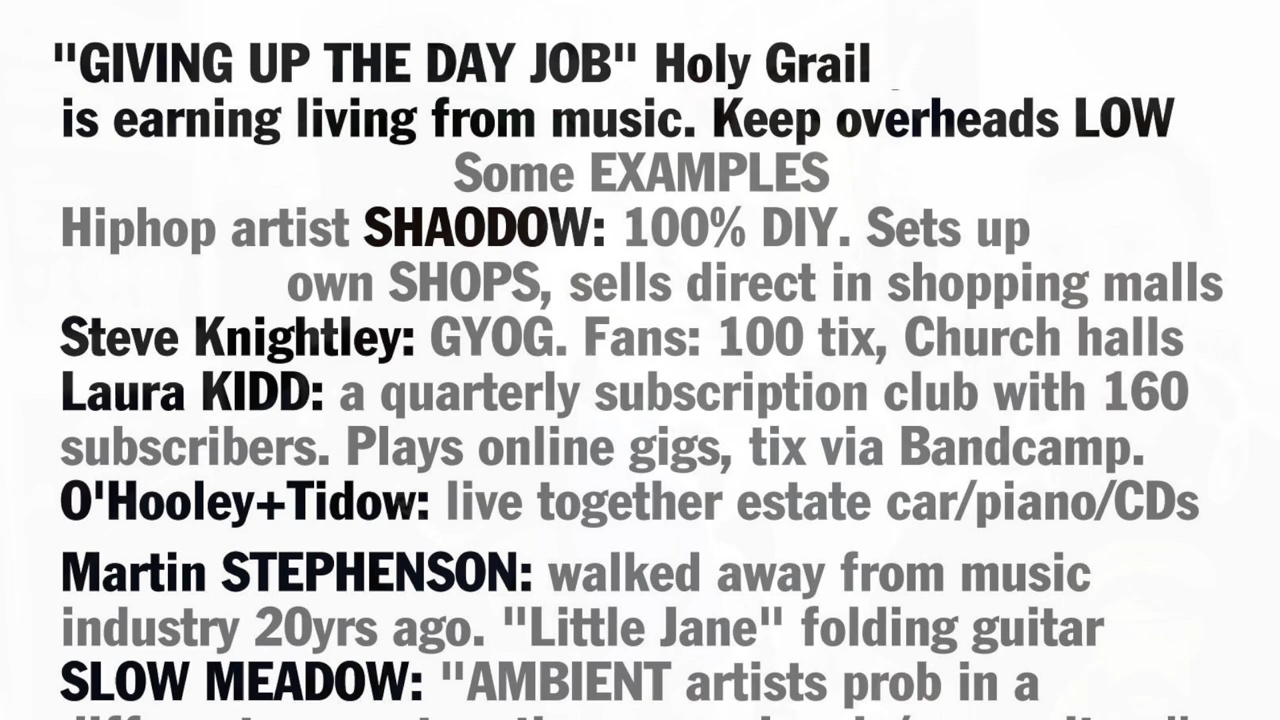 "GIVING UP THE DAY JOB" Holy Grail
is earning living from music. Keep overheads LOW
Some EXAMPLES
Hiphop artist SHAODOW: 100% DIY. Sets up
own SHOPS, sells direct in shopping malls
Steve Knightley: GYOG. Fans: 100 tix, Church halls
Laura KIDD: a quarterly subscription club with 160
subscribers. Plays online gigs, tix via Bandcamp.
O'Hooley+Tidow: live together estate car/piano/CDs
Martin STEPHENSON: walked away from music
industry 20yrs ago. "Little Jane" folding guitar
SLOW MEADOW: "AMBIENT artists prob in a